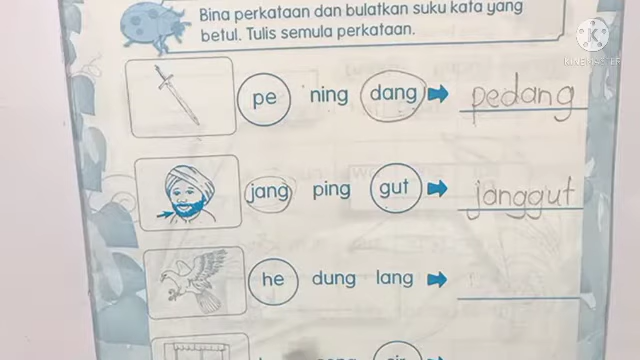 Bina perkataan dan bulatkan suku kata yang
betul. Tulis semula perkataan.
KINEMASTER
pe ning dang pedang
jang ping gut janggut
he dung lang